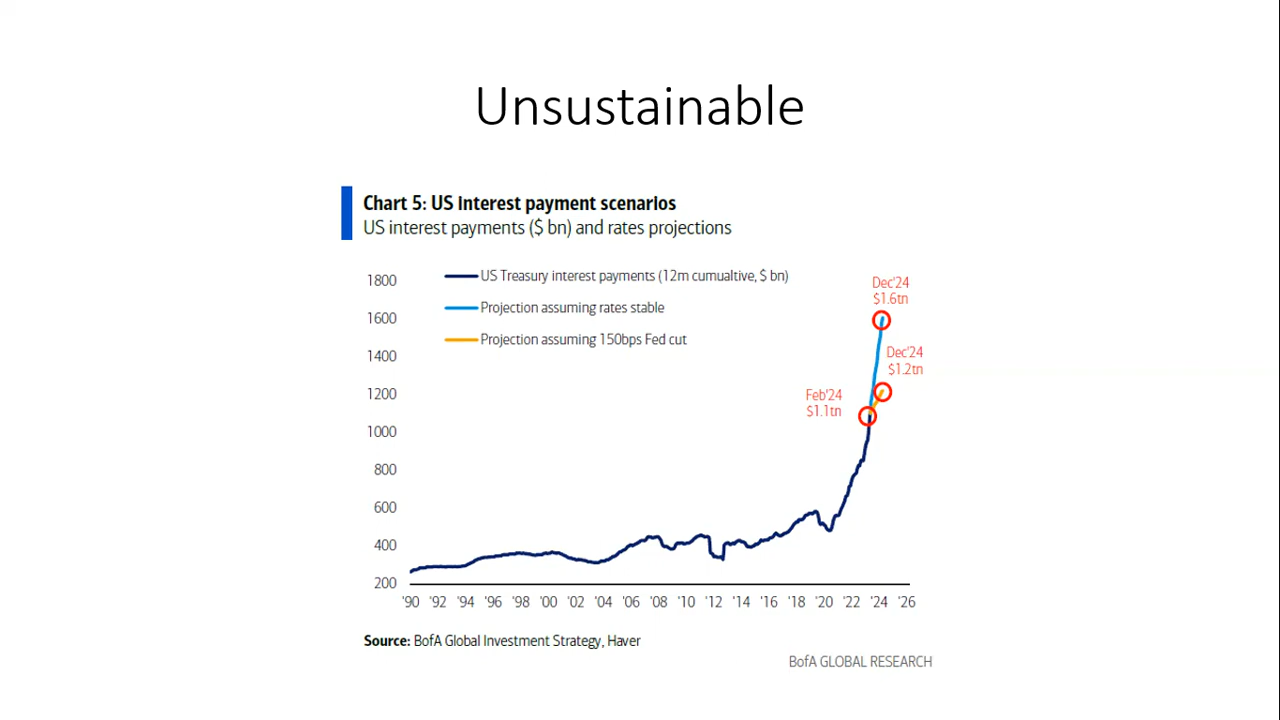 Unsustainable
Chart 5: US interest payment scenarios
US interest payments ($ bn) and rates projections
US Treasury interest payments (12m cumualtive, $ bn)
Projection assuming rates stable
Projection assuming 150bps Fed cut
1800
1600
1400
1200
1000
800
600
400
200
Dec'24
$1.6tn
Dec'24
$1.2tn
Feb'24
$1.1tn
'90 '92 '94 '96 '98 '00 '02 '04 '06 '08 '10 '12 '14 '16 '18 '20 '22 '24 '26
Source: BofA Global Investment Strategy, Haver
BofA GLOBAL RESEARCH